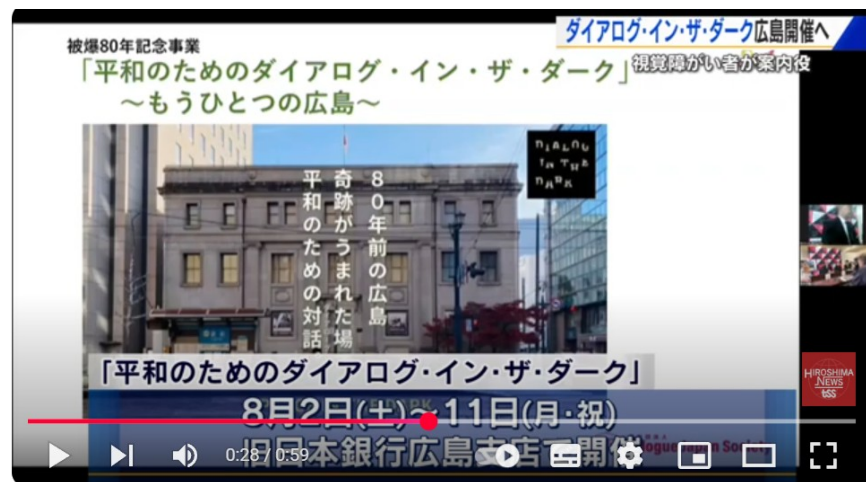 ダイアログ・イン・ザ・ダーク広島開催へ
視覚障がい者が案内役
被爆80年記念事業
「平和のためのダイアログ・イン・ザ・ダーク」
～もうひとつの広島～
DIALOG
IN THE
DARK
80年前の広島
奇跡がうまれた場
平和のための対話
「平和のためのダイアログ・イン・ザ・ダーク」
8月2日(土)～11日(月・祝)
旧日本銀行広島支店で開催
HIROSHIMA
NEWS
tss
0:28 / 0:59